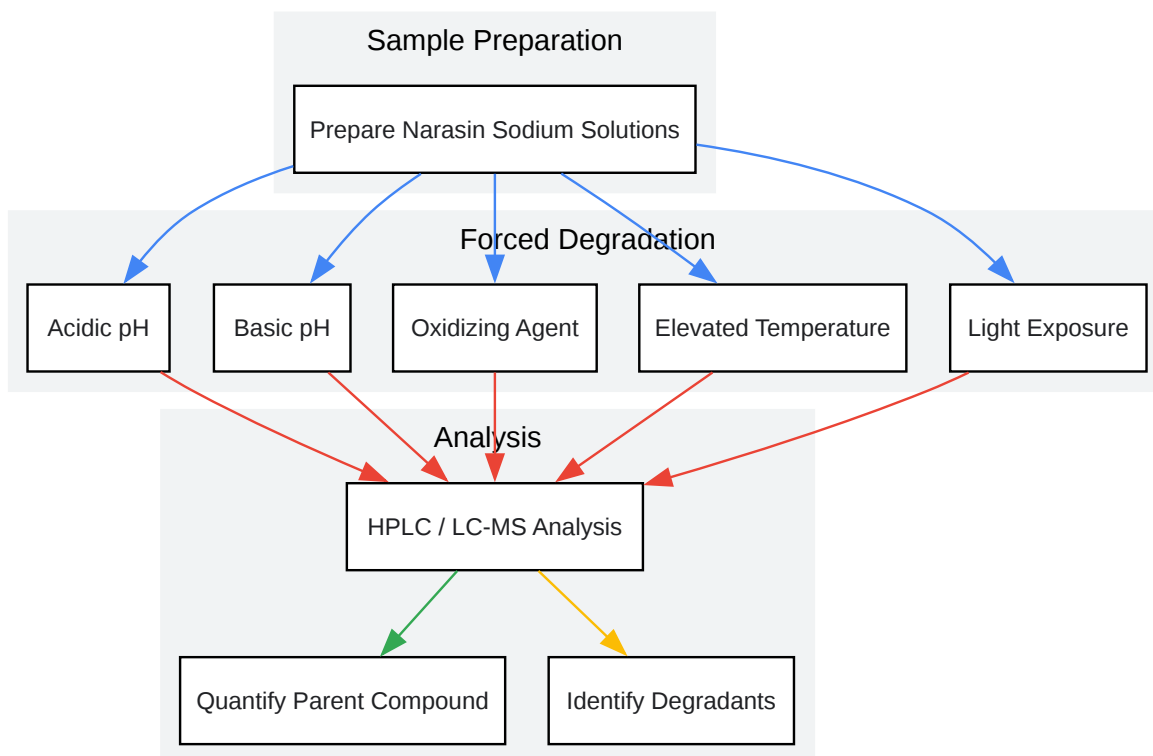 Sample Preparation
Prepare Narasin Sodium Solutions
Forced Degradation
Acidic pH
Basic pH
Oxidizing Agent
Elevated Temperature
Light Exposure
Analysis
HPLC / LC-MS Analysis
Quantify Parent Compound
Identify Degradants